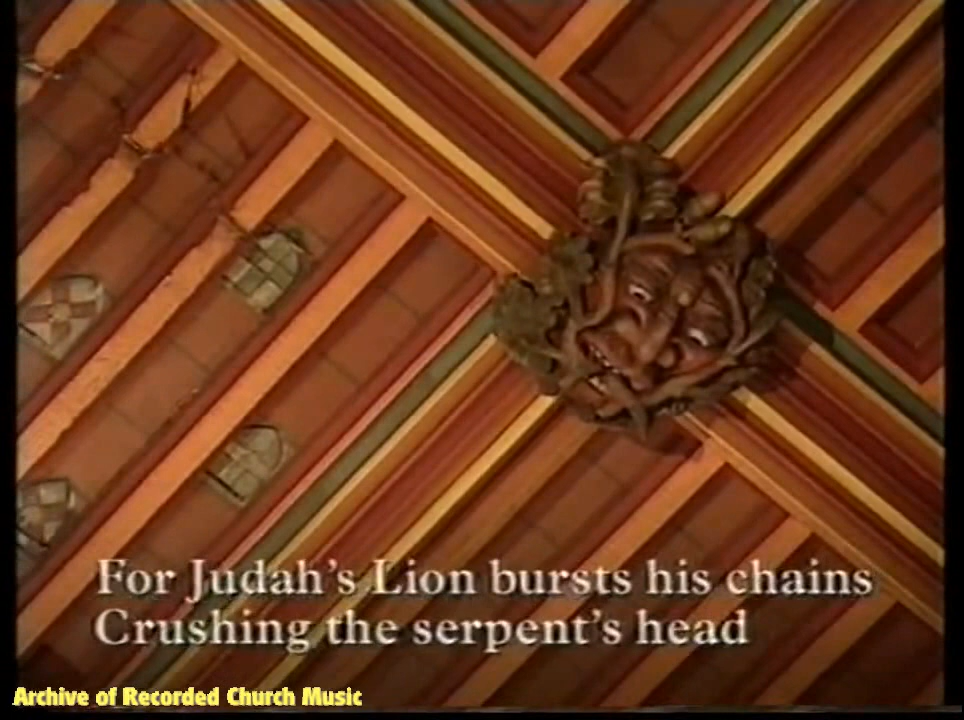 For Judah's Lion bursts his chains
Crushing the serpent's head
Archive of Recorded Church Music